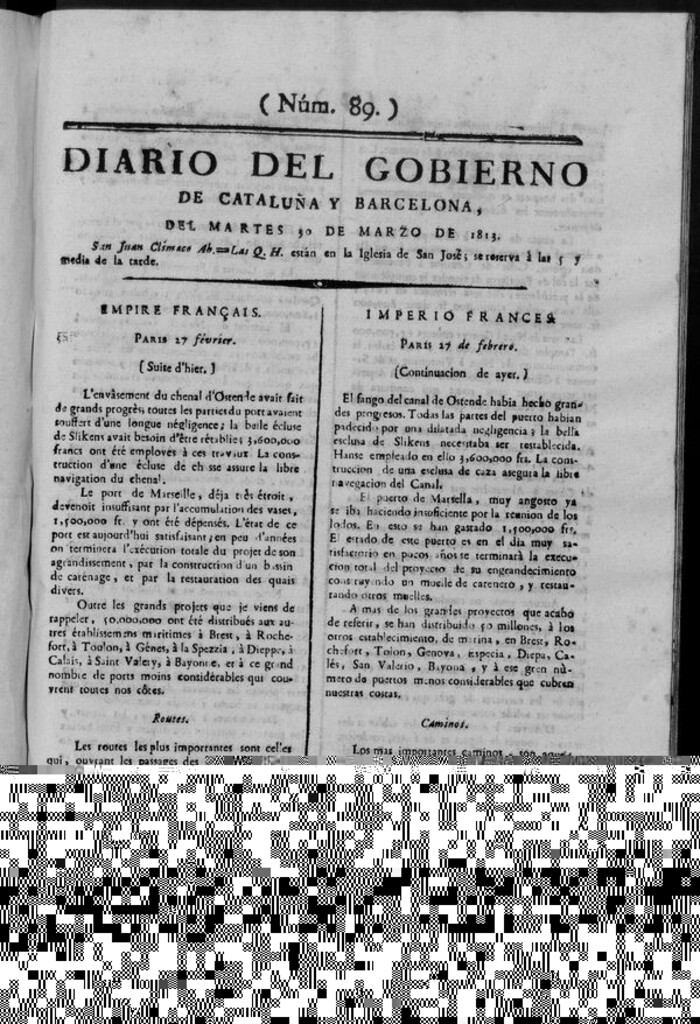 ( Núm. 89. )
DIARIO DEL GOBIERNO
DE CATALUÑA Y BARCELONA,
DEL MARTES 30 DE MARZO DE 1813.
San Juan Clímaco Ab.=Las Q. H. están en la Iglesia de San José; se reserva á las 5 y
media de la tarde.
EMPIRE FRANÇAIS.
PARIS 27 février.
(Suite d'hier.)
L'envâsement du chenal d'Ostende avait fait
de grands progrès, toutes les parties du port avaient
souffert d'une longue négligence; la belle écluse
de Slikens avait besoin d'être rétablie; 3,600,000
francs ont été employés à ces travaux. La cons-
truction d'une écluse de chasse assure la libre
navigation du chenal.
Le port de Marseille, déja très étroit,
devenoit insuffisant par l'accumulation des vases,
1,500,000 fr. y ont été dépensés. L'état de ce
port est aujourd'hui satisfaisant; en peu d'années
on terminera l'exécution totale du projet de son
agrandissement, par la construction d'un bassin
de carénage, et par la restauration des quais
divers.
Outre les grands projets que je viens de
rappeler, 50,000,000 ont été distribués aux au-
tres établissemens maritimes à Brest, à Roche-
fort, à Toulon, à Gênes, à la Spezzia, à Dieppe, à
Calais, à Saint Valery, à Bayonne, et à ce grand
nombre de ports moins considérables qui cou-
vrent toutes nos côtes.
Routes.
Les routes les plus importantes sont celles
qui, ouvrant les passages des
IMPERIO FRANCES
PARIS 27 de febrero.
(Continuacion de ayer.)
El fango del canal de Ostende habia hecho gran-
des progresos. Todas las partes del puerto habian
padecido por una dilatada negligencia; la bella
esclusa de Slikens necesitaba ser restablecida.
Hanse empleado en ello 3,600,000 frs. La cons-
truccion de una esclusa de caza asegura la libre
navegacion del Canal.
El puerto de Marsella, muy angosto ya
se iba haciendo insuficiente por la reunion de los
lodos. En esto se han gastado 1,500,000 frs.
El estado de este puerto es en el dia muy sa-
tisfactorio en pocos años se terminará la execu-
cion total del proyecto de su engrandecimiento
construyendo un muelle de carenero, y restau-
rando otros muelles.
A mas de los grandes proyectos que acabo
de referir, se han distribuido 50 millones, à los
otros establecimiento, de marina, en Brest, Ro-
chefort, Tolon, Genova, Especia, Diepa, Ca-
lés, San Valerio, Bayona, y à ese gran nú-
mero de puertos menos considerables que cubren
nuestras costas.
Caminos.
Los mas importantes caminos, son